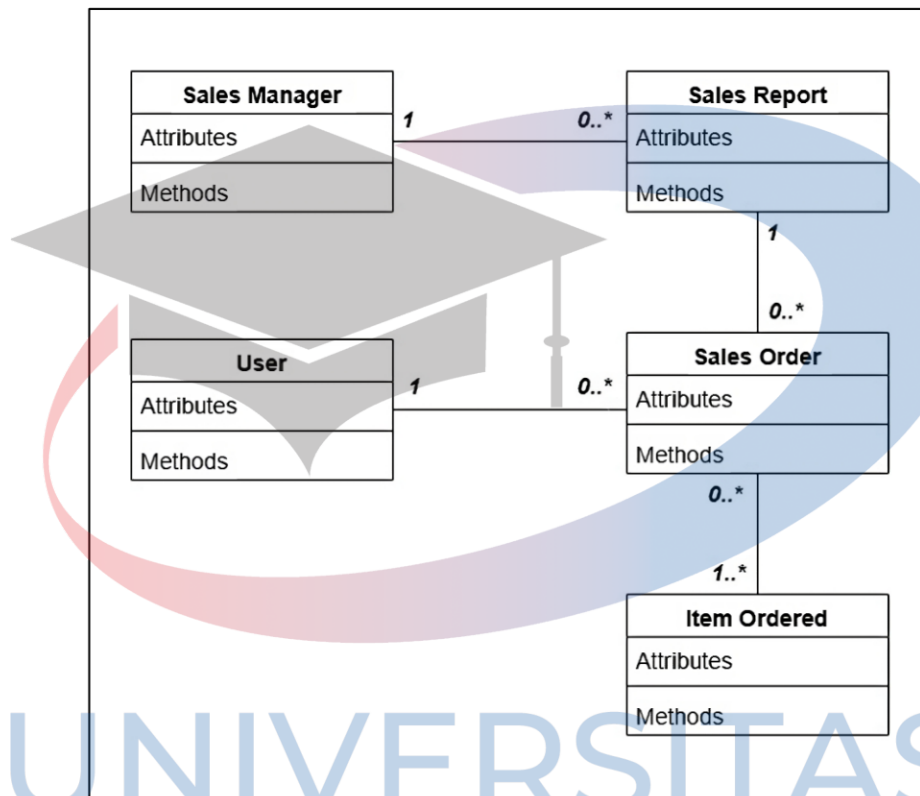 Sales Manager
Attributes
Methods
1
0..*
Sales Report
Attributes
Methods
1
0..*
User
Attributes
Methods
1
0..*
Sales Order
Attributes
Methods
0..*
1..*
Item Ordered
Attributes
Methods
UNIVERSITAS